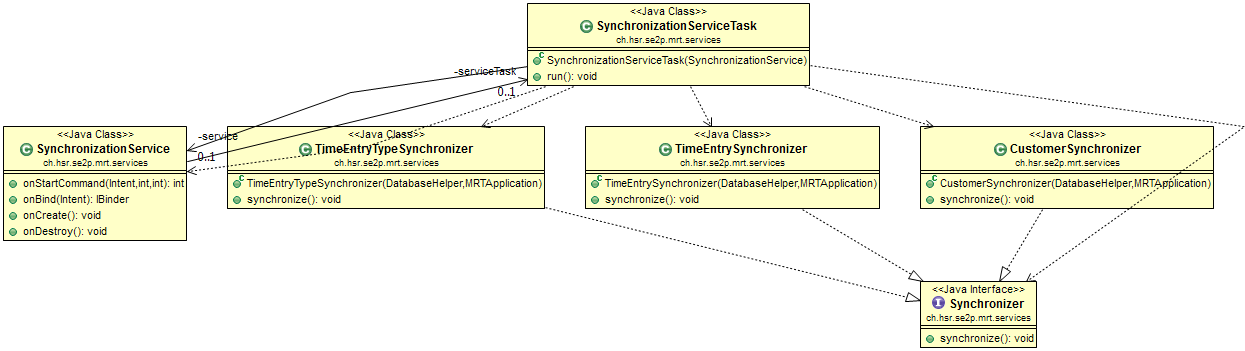 <<Java Class>>
SynchronizationServiceTask
ch.hsr.se2p.mrt.services
SynchronizationServiceTask(SynchronizationService)
run(): void
-serviceTask
0..1
-service
0..1
<<Java Class>>
SynchronizationService
ch.hsr.se2p.mrt.services
onStartCommand(Intent,int,int): int
onBind(Intent): IBinder
onCreate(): void
onDestroy(): void
<<Java Class>>
TimeEntryTypeSynchronizer
ch.hsr.se2p.mrt.services
TimeEntryTypeSynchronizer(DatabaseHelper,MRTApplication)
synchronize(): void
<<Java Class>>
TimeEntrySynchronizer
ch.hsr.se2p.mrt.services
TimeEntrySynchronizer(DatabaseHelper,MRTApplication)
synchronize(): void
<<Java Class>>
CustomerSynchronizer
ch.hsr.se2p.mrt.services
CustomerSynchronizer(DatabaseHelper,MRTApplication)
synchronize(): void
<<Java Interface>>
Synchronizer
ch.hsr.se2p.mrt.services
synchronize(): void